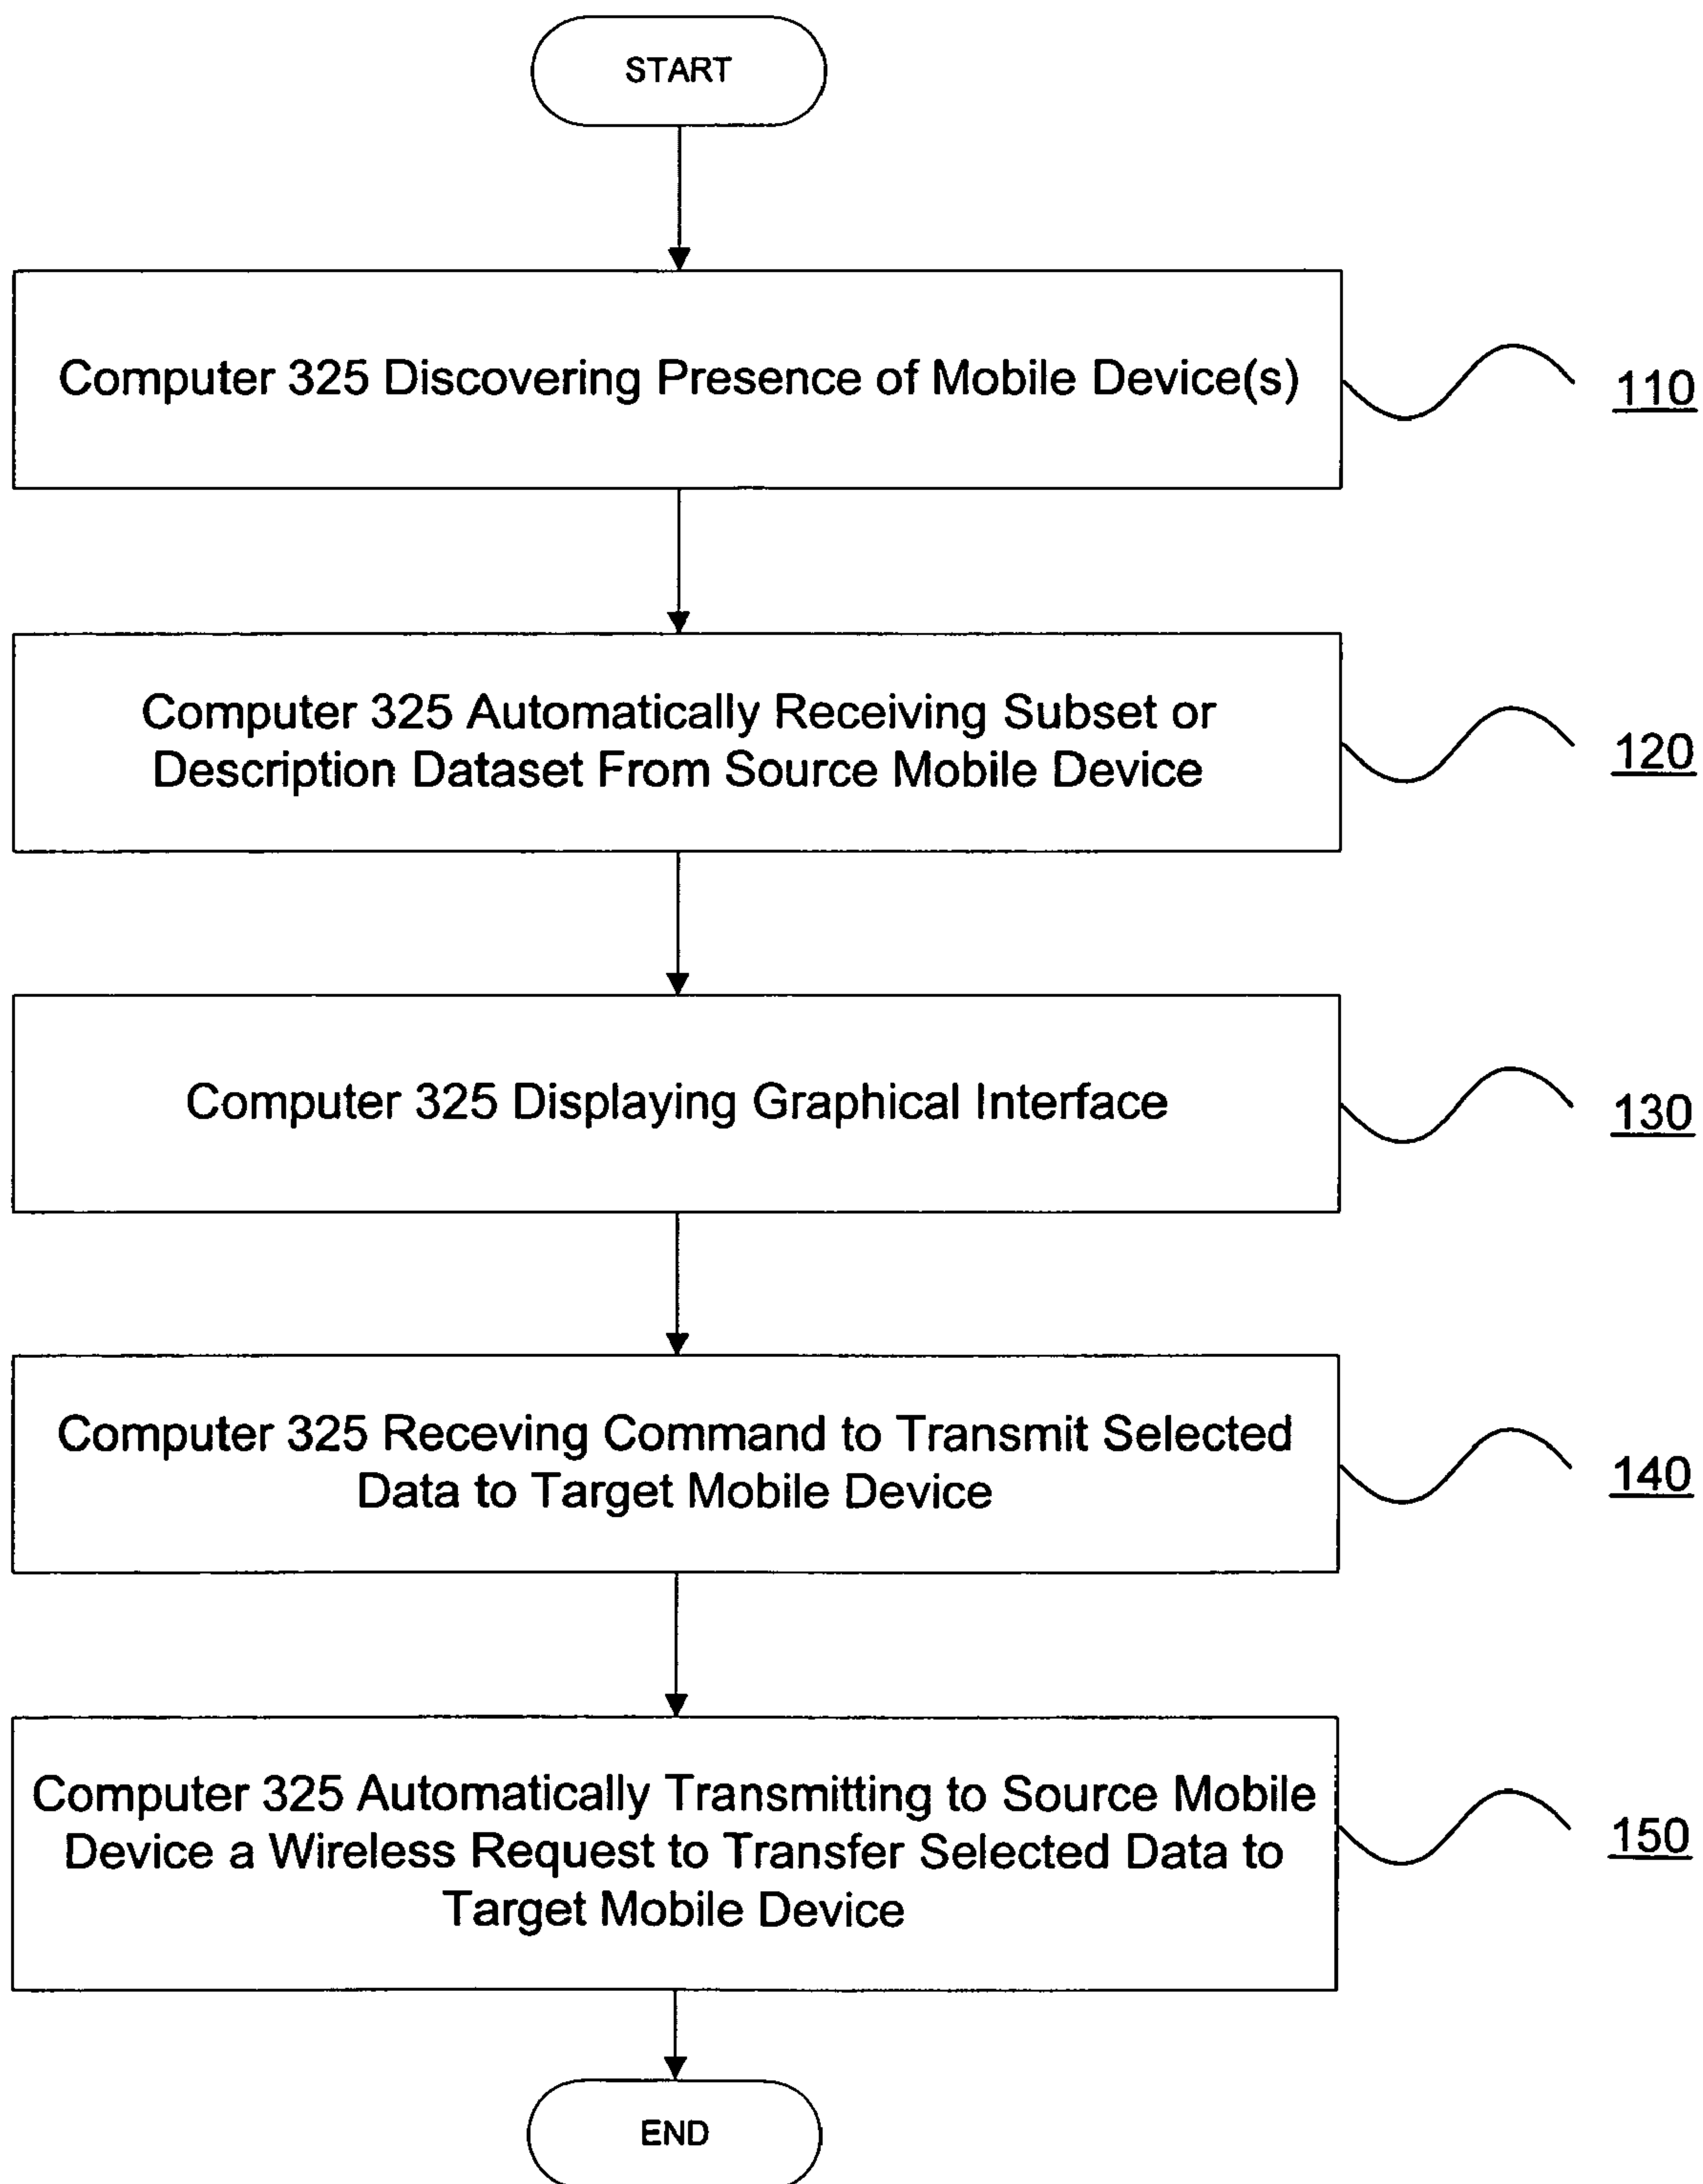 START
Computer 325 Discovering Presence of Mobile Device(s)
110
Computer 325 Automatically Receiving Subset or
Description Dataset From Source Mobile Device
120
Computer 325 Displaying Graphical Interface
130
Computer 325 Receving Command to Transmit Selected
Data to Target Mobile Device
140
Computer 325 Automatically Transmitting to Source Mobile
Device a Wireless Request to Transfer Selected Data to
Target Mobile Device
150
END